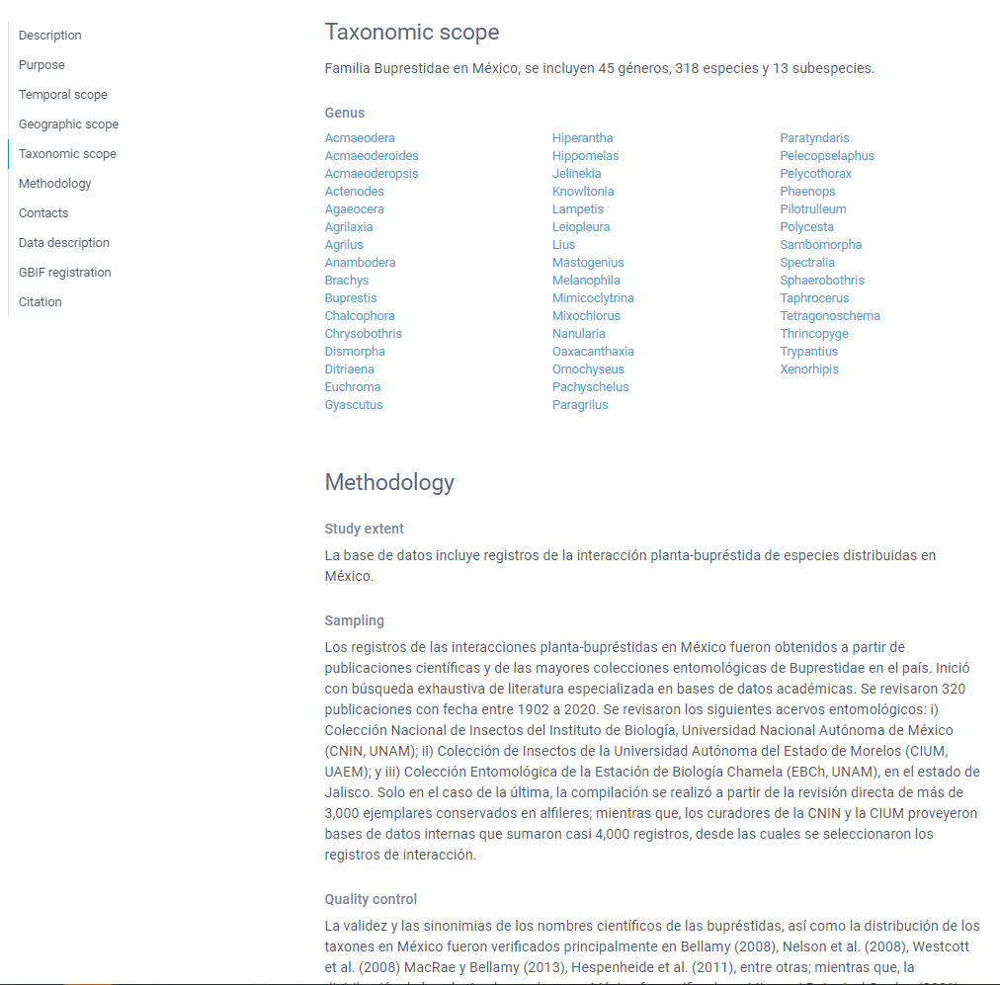 Description
Purpose
Temporal scope
Geographic scope
Taxonomic scope
Methodology
Contacts
Data description
GBIF registration
Citation
Taxonomic scope
Familia Buprestidae en México, se incluyen 45 géneros, 318 especies y 13 subespecies.
Genus
Acmaeodera
Acmaeoderoides
Acmaeoderopsis
Actenodes
Agaeocera
Agrilaxia
Agrilus
Anambodera
Brachys
Buprestis
Chalcophora
Chrysobothris
Dismorpha
Ditriaena
Euchroma
Gyascutus
Hiperantha
Hippomelas
Jelinekia
Knowltonia
Lampetis
Leiopleura
Lius
Mastogenius
Melanophila
Mimicoclytrina
Mixochlorus
Nanularia
Oaxacanthaxia
Omochyseus
Pachyschelus
Paragrilus
Paratyndaris
Pelecopselaphus
Pelycothorax
Phaenops
Pilotrulleum
Polycesta
Sambomorpha
Spectralia
Sphaerobothris
Taphrocerus
Tetragonoschema
Thrincopyge
Trypantius
Xenorhipis
Methodology
Study extent
La base de datos incluye registros de la interacción planta-bupréstida de especies distribuidas en
México.
Sampling
Los registros de las interacciones planta-bupréstidas en México fueron obtenidos a partir de
publicaciones científicas y de las mayores colecciones entomológicas de Buprestidae en el país. Inició
con búsqueda exhaustiva de literatura especializada en bases de datos académicas. Se revisaron 320
publicaciones con fecha entre 1902 a 2020. Se revisaron los siguientes acervos entomológicos: i)
Colección Nacional de Insectos del Instituto de Biología, Universidad Nacional Autónoma de México
(CNIN, UNAM); ii) Colección de Insectos de la Universidad Autónoma del Estado de Morelos (CIUM,
UAEM); y iii) Colección Entomológica de la Estación de Biología Chamela (EBCh, UNAM), en el estado de
Jalisco. Solo en el caso de la última, la compilación se realizó a partir de la revisión directa de más de
3,000 ejemplares conservados en alfileres; mientras que, los curadores de la CNIN y la CIUM proveyeron
bases de datos internas que sumaron casi 4,000 registros, desde las cuales se seleccionaron los
registros de interacción.
Quality control
La validez y las sinonimias de los nombres científicos de las bupréstidas, así como la distribución de los
taxones en México fueron verificados principalmente en Bellamy (2008), Nelson et al. (2008), Westcott
et al. (2008) MacRae y Bellamy (2013), Hespenheide et al. (2011), entre otras; mientras que, la